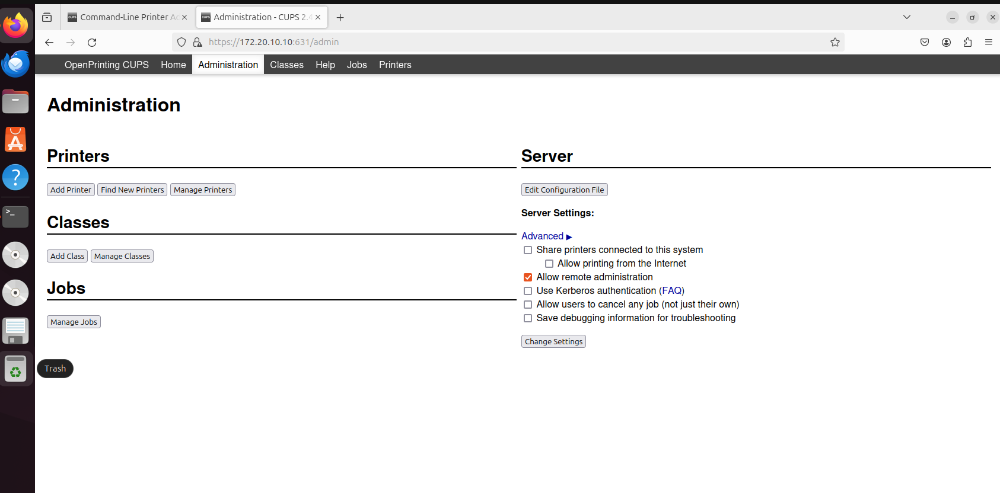 Command-Line Printer Ad
Administration - CUPS 2.4
https://172.20.10.10:631/admin
OpenPrinting CUPS Home Administration Classes Help Jobs Printers
Administration
Printers
Add Printer Find New Printers Manage Printers
Classes
Add Class Manage Classes
Jobs
Manage Jobs
Server
Edit Configuration File
Server Settings:
Advanced ▶
Share printers connected to this system
Allow printing from the Internet
Allow remote administration
Use Kerberos authentication (FAQ)
Allow users to cancel any job (not just their own)
Save debugging information for troubleshooting
Change Settings
Trash